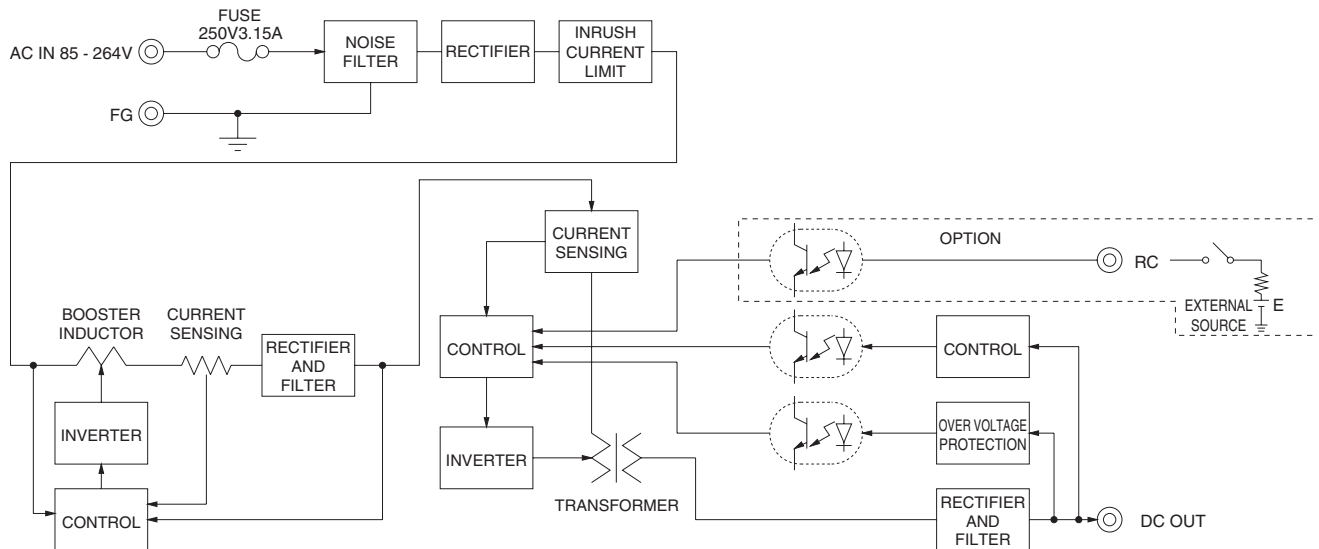 FUSE
250V3.15A
AC IN 85 - 264V
NOISE
FILTER
RECTIFIER
INRUSH
CURRENT
LIMIT
FG
CURRENT
SENSING
OPTION
RC
EXTERNAL
SOURCE
E
BOOSTER
INDUCTOR
CURRENT
SENSING
RECTIFIER
AND
FILTER
CONTROL
CONTROL
INVERTER
INVERTER
OVER VOLTAGE
PROTECTION
TRANSFORMER
CONTROL
RECTIFIER
AND
FILTER
DC OUT